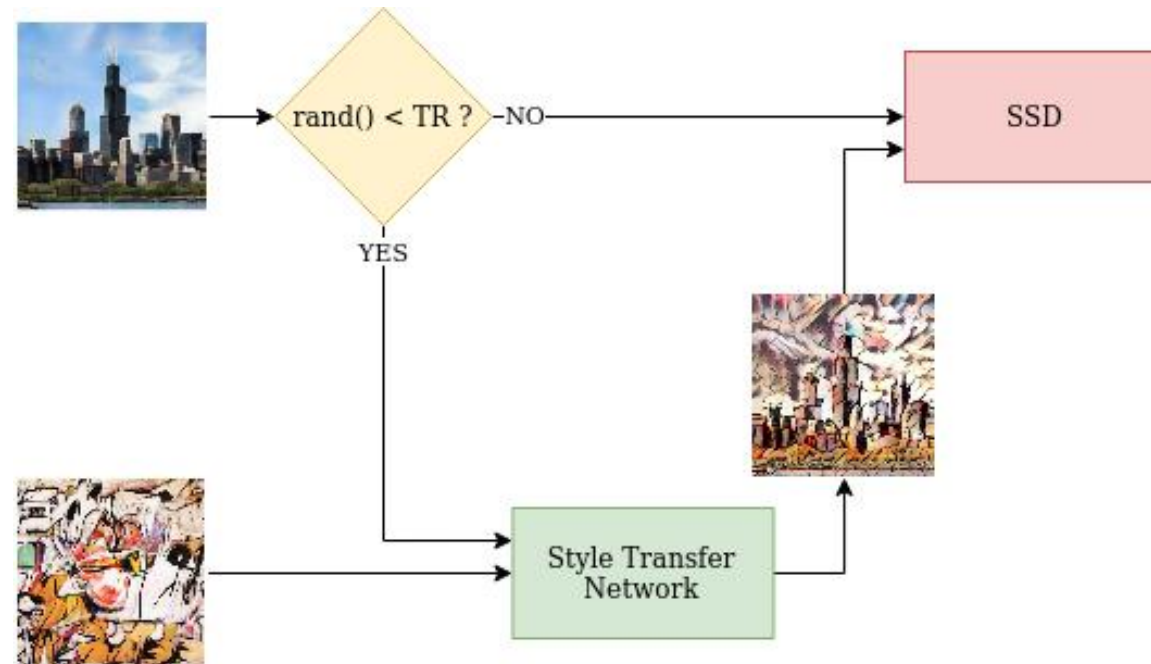 rand() < TR ?
NO
SSD
YES
Style Transfer
Network